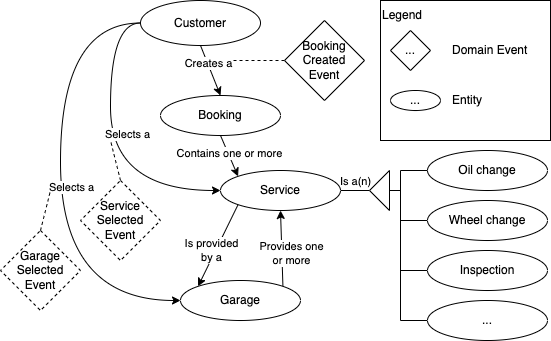 Customer
Creates a
Booking
Created
Event
Legend
...
Domain Event
...
Entity
Booking
Selects a
Contains one or more
Selects a
Service
Selected
Event
Service
Is a(n)
Oil change
Wheel change
Inspection
...
Garage
Selected
Event
Is provided
by a
Provides one
or more
Garage